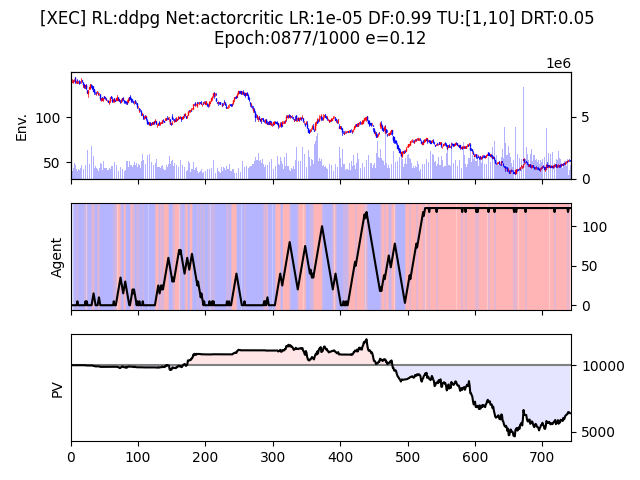 [XEC] RL:ddpg Net:actorcritic LR:1e-05 DF:0.99 TU:[1,10] DRT:0.05
Epoch:0877/1000 e=0.12
1e6
Env.
100
50
5
0
Agent
100
50
0
PV
10000
5000
0 100 200 300 400 500 600 700